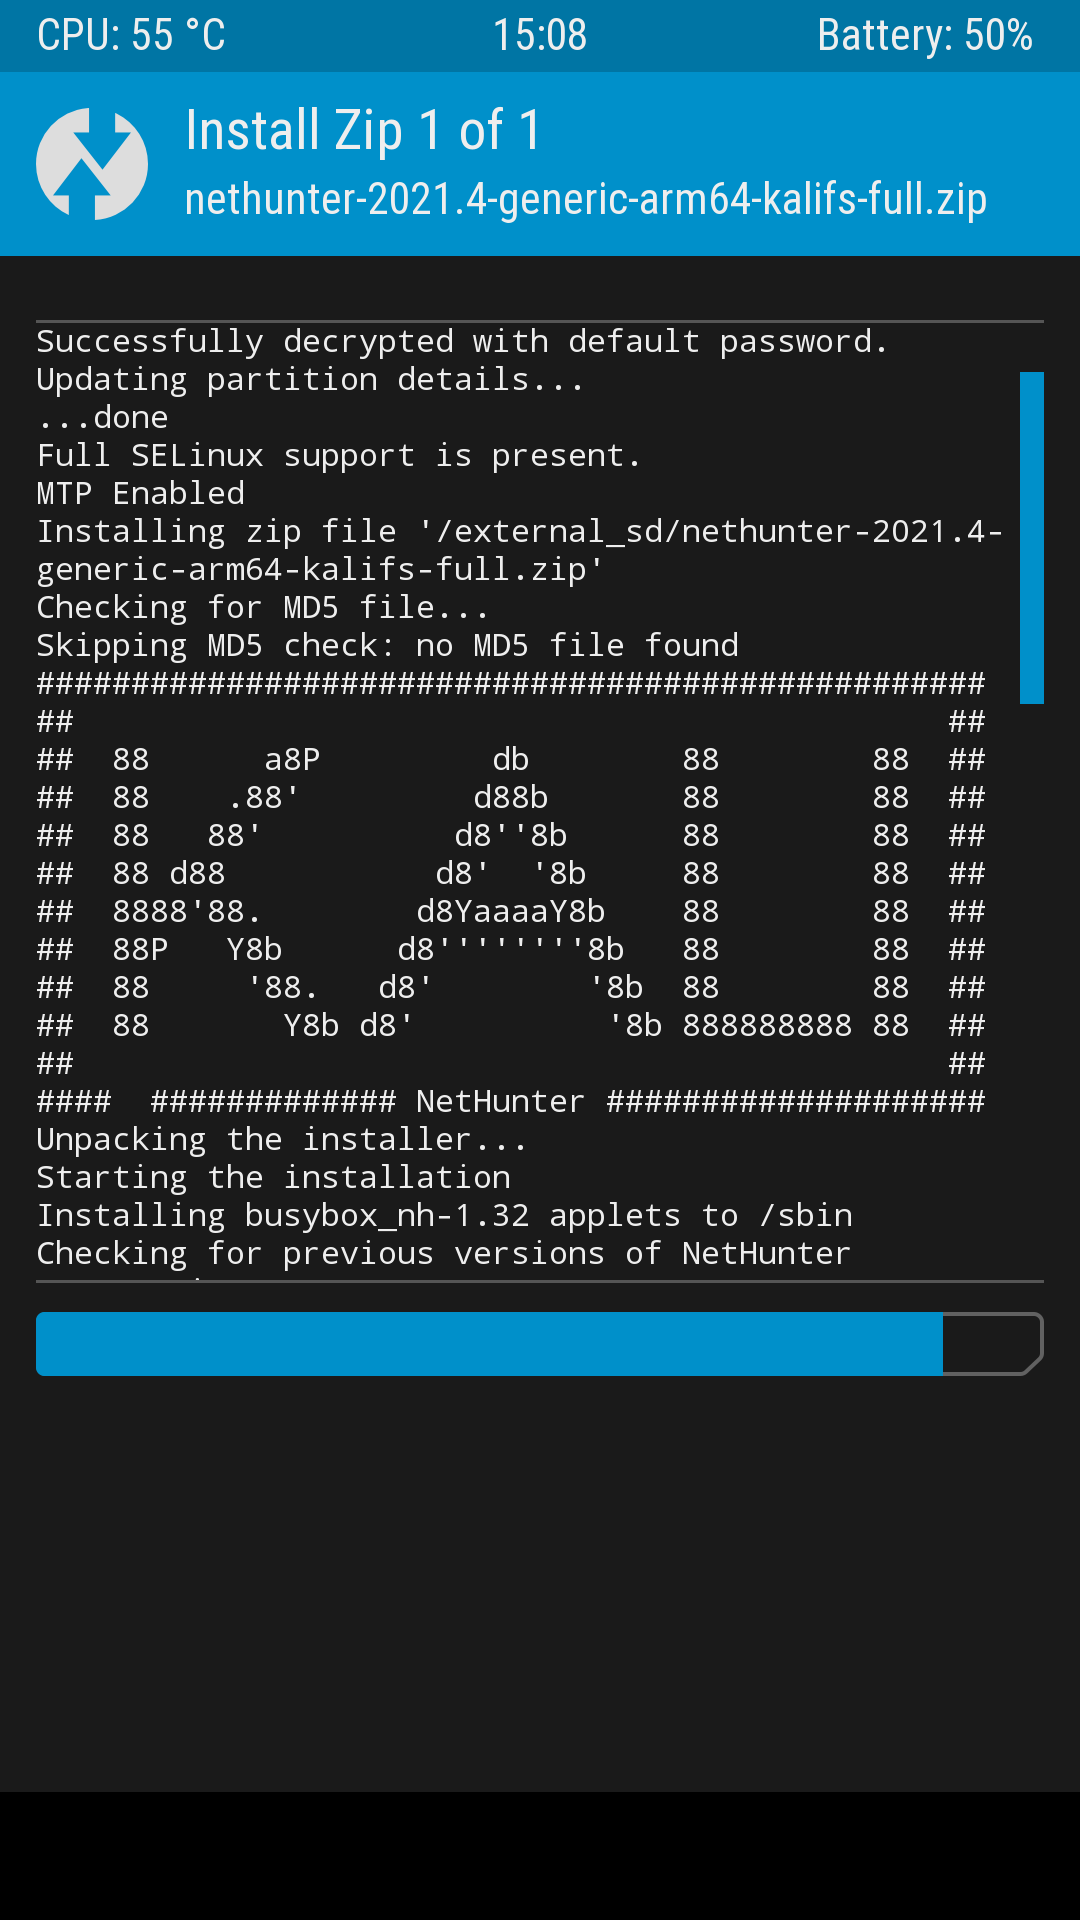 CPU: 55 °C 15:08 Battery: 50%
Install Zip 1 of 1
nethunter-2021.4-generic-arm64-kalifs-full.zip
Successfully decrypted with default password.
Updating partition details...
...done
Full SELinux support is present.
MTP Enabled
Installing zip file '/external_sd/nethunter-2021.4-
generic-arm64-kalifs-full.zip'
Checking for MD5 file...
Skipping MD5 check: no MD5 file found
##################################################
##                                              ##
##  88      a8P         db        88        88  ##
##  88    .88'         d88b       88        88  ##
##  88   88'          d8''8b      88        88  ##
##  88 d88           d8'  '8b     88        88  ##
##  8888'88.        d8YaaaaY8b    88        88  ##
##  88P   Y8b      d8''''''''8b   88        88  ##
##  88     '88.   d8'        '8b  88        88  ##
##  88       Y8b d8'          '8b 888888888 88  ##
##                                              ##
####  ############# NetHunter ####################
Unpacking the installer...
Starting the installation
Installing busybox_nh-1.32 applets to /sbin
Checking for previous versions of NetHunter